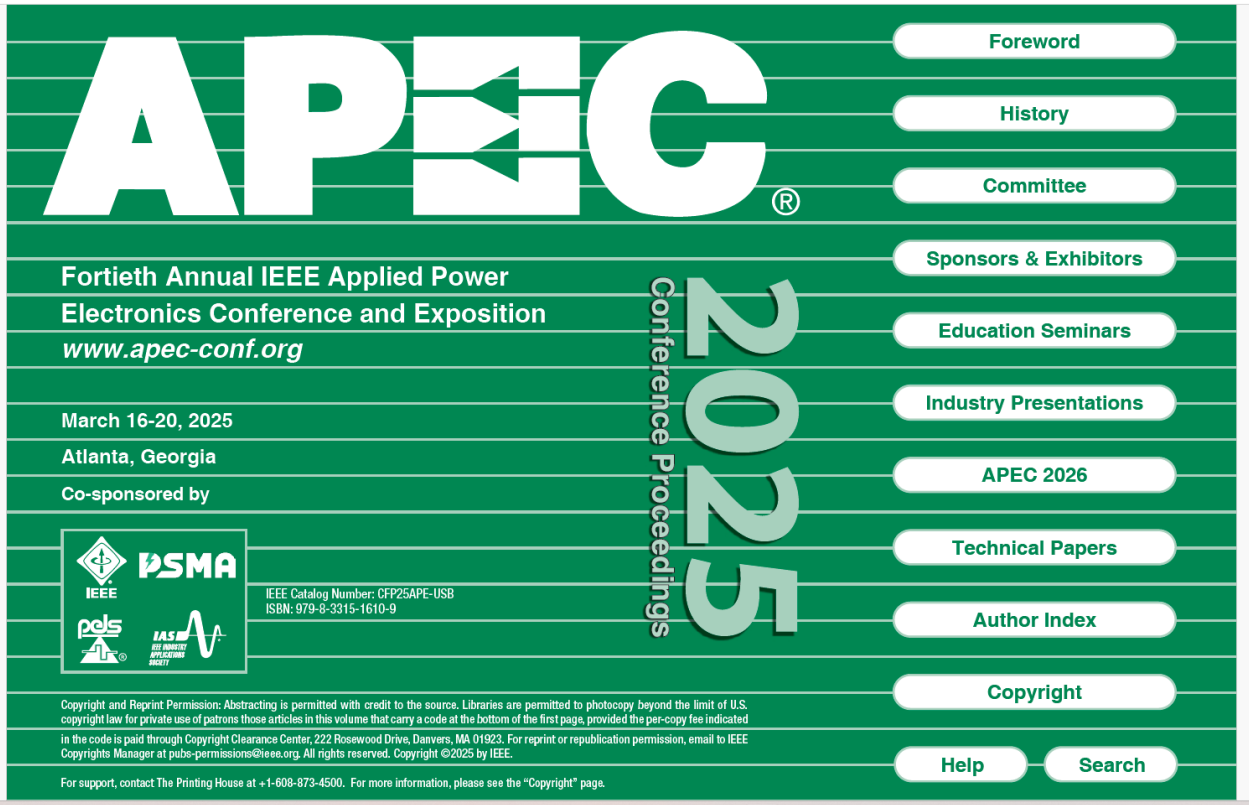 APEC®
Fortieth Annual IEEE Applied Power
Electronics Conference and Exposition
www.apec-conf.org
March 16-20, 2025
Atlanta, Georgia
Co-sponsored by
IEEE
PSMA
pels
®
IAS
IEEE INDUSTRY
APPLICATIONS
SOCIETY
IEEE Catalog Number: CFP25APE-USB
ISBN: 979-8-3315-1610-9
2025
Conference Proceedings
Copyright and Reprint Permission: Abstracting is permitted with credit to the source. Libraries are permitted to photocopy beyond the limit of U.S.
copyright law for private use of patrons those articles in this volume that carry a code at the bottom of the first page, provided the per-copy fee indicated
in the code is paid through Copyright Clearance Center, 222 Rosewood Drive, Danvers, MA 01923. For reprint or republication permission, email to IEEE
Copyrights Manager at pubs-permissions@ieee.org. All rights reserved. Copyright ©2025 by IEEE.
For support, contact The Printing House at +1-608-873-4500. For more information, please see the “Copyright” page.
Foreword
History
Committee
Sponsors & Exhibitors
Education Seminars
Industry Presentations
APEC 2026
Technical Papers
Author Index
Copyright
Help
Search